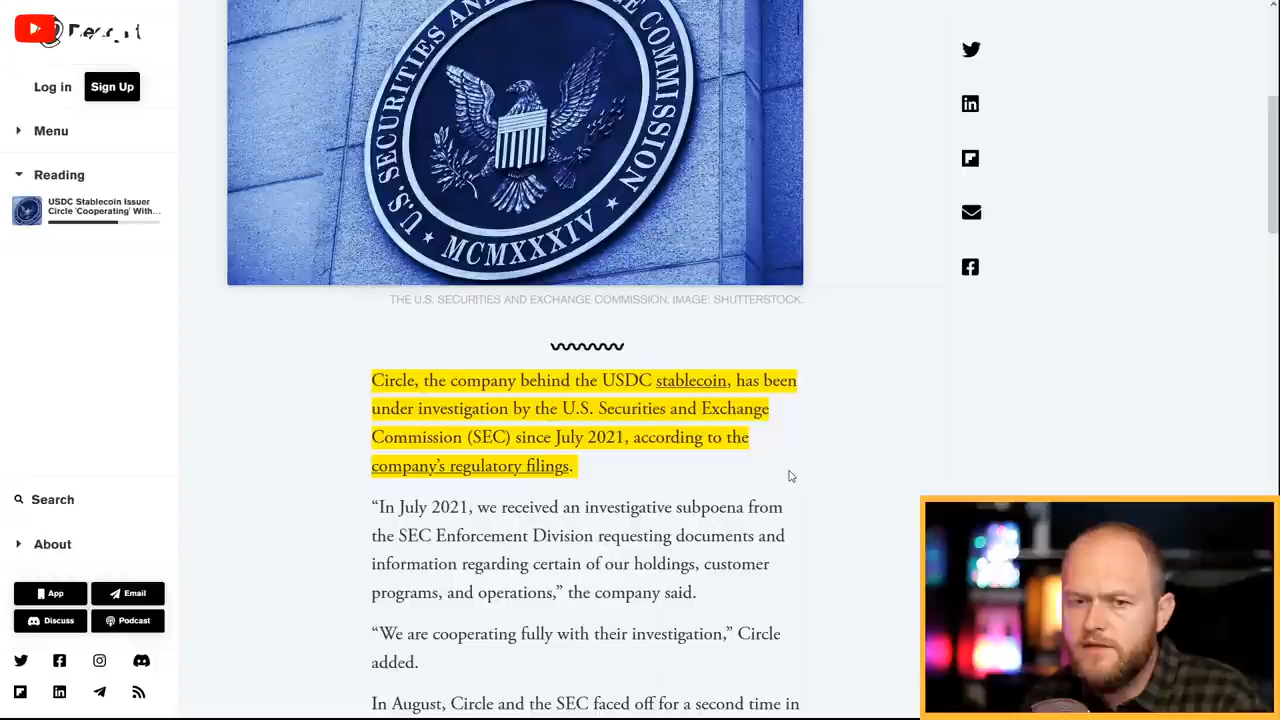 Log in
Sign Up
Menu
Reading
USDC Stablecoin Issuer
Circle 'Cooperating' With...
Search
About
App
Email
Discuss
Podcast
U.S. SECURITIES AND EXCHANGE COMMISSION
MCMXXXIV
THE U.S. SECURITIES AND EXCHANGE COMMISSION. IMAGE: SHUTTERSTOCK.
Circle, the company behind the USDC stablecoin, has been
under investigation by the U.S. Securities and Exchange
Commission (SEC) since July 2021, according to the
company's regulatory filings.
“In July 2021, we received an investigative subpoena from
the SEC Enforcement Division requesting documents and
information regarding certain of our holdings, customer
programs, and operations,” the company said.
“We are cooperating fully with their investigation,” Circle
added.
In August, Circle and the SEC faced off for a second time in